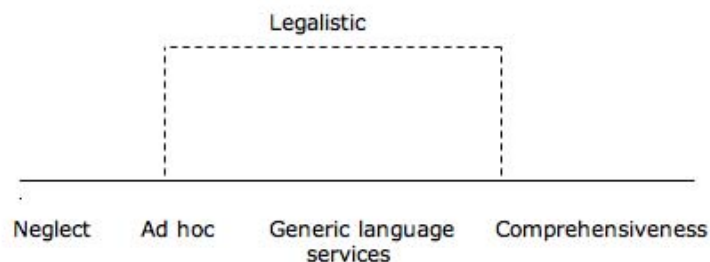 Legalistic
Neglect Ad hoc Generic language Comprehensiveness
services